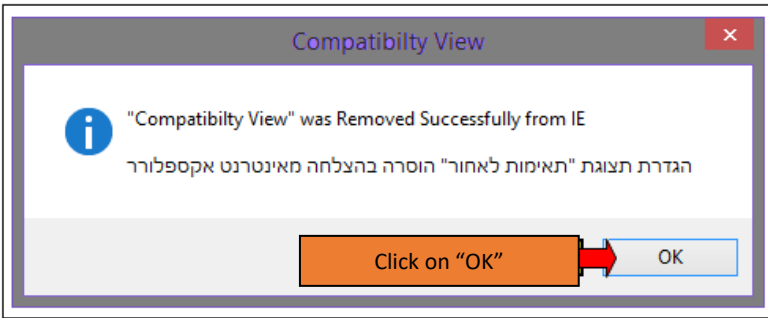 Compatibilty View
"Compatibilty View" was Removed Successfully from IE
הגדרת תצוגת "תאימות לאחור" הוסרה בהצלחה מאינטרנט אקספלורר
Click on “OK”
OK